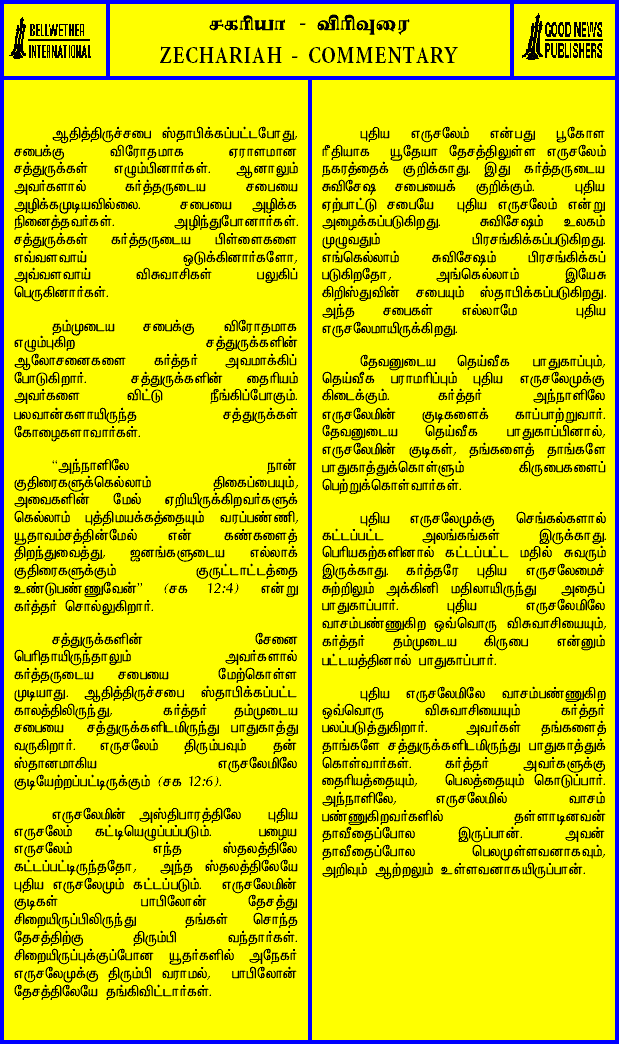 BELLWETHER
INTERNATIONAL
சகரியா - விரிவுரை
ZECHARIAH - COMMENTARY
GOOD NEWS
PUBLISHERS
ஆதித்திருச்சபை ஸ்தாபிக்கப்பட்டபோது,
சபைக்கு விரோதமாக ஏராளமான
சத்துருக்கள் எழும்பினார்கள். ஆனாலும்
அவர்களால் கர்த்தருடைய சபையை
அழிக்கமுடியவில்லை. சபையை அழிக்க
நினைத்தவர்கள். அழிந்துபோனார்கள்.
சத்துருக்கள் கர்த்தருடைய பிள்ளைகளை
எவ்வளவாய் ஒடுக்கினார்களோ,
அவ்வளவாய் விசுவாசிகள் பலுகிப்
பெருகினார்கள்.
தம்முடைய சபைக்கு விரோதமாக
எழும்புகிற சத்துருக்களின்
ஆலோசனைகளை கர்த்தர் அவமாக்கிப்
போடுகிறார். சத்துருக்களின் தைரியம்
அவர்களை விட்டு நீங்கிப்போகும்.
பலவான்களாயிருந்த சத்துருக்கள்
கோழைகளாவார்கள்.
“அந்நாளிலே நான்
குதிரைகளுக்கெல்லாம் திகைப்பையும்,
அவைகளின் மேல் ஏறியிருக்கிறவர்களுக்
கெல்லாம் புத்திமயக்கத்தையும் வரப்பண்ணி,
யூதாவம்சத்தின்மேல் என் கண்களைத்
திறந்துவைத்து, ஜனங்களுடைய எல்லாக்
குதிரைகளுக்கும் குருட்டாட்டத்தை
உண்டுபண்ணுவேன்” (சக 12:4) என்று
கர்த்தர் சொல்லுகிறார்.
சத்துருக்களின் சேனை
பெரிதாயிருந்தாலும் அவர்களால்
கர்த்தருடைய சபையை மேற்கொள்ள
முடியாது. ஆதித்திருச்சபை ஸ்தாபிக்கப்பட்ட
காலத்திலிருந்து, கர்த்தர் தம்முடைய
சபையை சத்துருக்களிடமிருந்து பாதுகாத்து
வருகிறார். எருசலேம் திரும்பவும் தன்
ஸ்தானமாகிய எருசலேமிலே
குடியேற்றப்பட்டிருக்கும் (சக 12:6).
எருசலேமின் அஸ்திபாரத்திலே புதிய
எருசலேம் கட்டியெழுப்பப்படும். பழைய
எருசலேம் எந்த ஸ்தலத்திலே
கட்டப்பட்டிருந்ததோ, அந்த ஸ்தலத்திலேயே
புதிய எருசலேமும் கட்டப்படும். எருசலேமின்
குடிகள் பாபிலோன் தேசத்து
சிறையிருப்பிலிருந்து தங்கள் சொந்த
தேசத்திற்கு திரும்பி வந்தார்கள்.
சிறையிருப்புக்குப்போன யூதர்களில் அநேகர்
எருசலேமுக்கு திரும்பி வராமல், பாபிலோன்
தேசத்திலேயே தங்கிவிட்டார்கள்.
புதிய எருசலேம் என்பது பூகோள
ரீதியாக யூதேயா தேசத்திலுள்ள எருசலேம்
நகரத்தைக் குறிக்காது. இது கர்த்தருடைய
சுவிசேஷ சபையைக் குறிக்கும். புதிய
ஏற்பாட்டு சபையே புதிய எருசலேம் என்று
அழைக்கப்படுகிறது. சுவிசேஷம் உலகம்
முழுவதும் பிரசங்கிக்கப்படுகிறது.
எங்கெல்லாம் சுவிசேஷம் பிரசங்கிக்கப்
படுகிறதோ, அங்கெல்லாம் இயேசு
கிறிஸ்துவின் சபையும் ஸ்தாபிக்கப்படுகிறது.
அந்த சபைகள் எல்லாமே புதிய
எருசலேமாயிருக்கிறது.
தேவனுடைய தெய்வீக பாதுகாப்பும்,
தெய்வீக பராமரிப்பும் புதிய எருசலேமுக்கு
கிடைக்கும். கர்த்தர் அந்நாளிலே
எருசலேமின் குடிகளைக் காப்பாற்றுவார்.
தேவனுடைய தெய்வீக பாதுகாப்பினால்,
எருசலேமின் குடிகள், தங்களைத் தாங்களே
பாதுகாத்துக்கொள்ளும் கிருபைகளைப்
பெற்றுக்கொள்வார்கள்.
புதிய எருசலேமுக்கு செங்கல்களால்
கட்டப்பட்ட அலங்கங்கள் இருக்காது.
பெரியகற்களினால் கட்டப்பட்ட மதில் சுவரும்
இருக்காது. கர்த்தரே புதிய எருசலேமைச்
சுற்றிலும் அக்கினி மதிலாயிருந்து அதைப்
பாதுகாப்பார். புதிய எருசலேமிலே
வாசம்பண்ணுகிற ஒவ்வொரு விசுவாசியையும்,
கர்த்தர் தம்முடைய கிருபை என்னும்
பட்டயத்தினால் பாதுகாப்பார்.
புதிய எருசலேமிலே வாசம்பண்ணுகிற
ஒவ்வொரு விசுவாசியையும் கர்த்தர்
பலப்படுத்துகிறார். அவர்கள் தங்களைத்
தாங்களே சத்துருக்களிடமிருந்து பாதுகாத்துக்
கொள்வார்கள். கர்த்தர் அவர்களுக்கு
தைரியத்தையும், பெலத்தையும் கொடுப்பார்.
அந்நாளிலே, எருசலேமில் வாசம்
பண்ணுகிறவர்களில் தள்ளாடினவன்
தாவீதைப்போல இருப்பான். அவன்
தாவீதைப்போல பெலமுள்ளவனாகவும்,
அறிவும் ஆற்றலும் உள்ளவனாகயிருப்பான்.